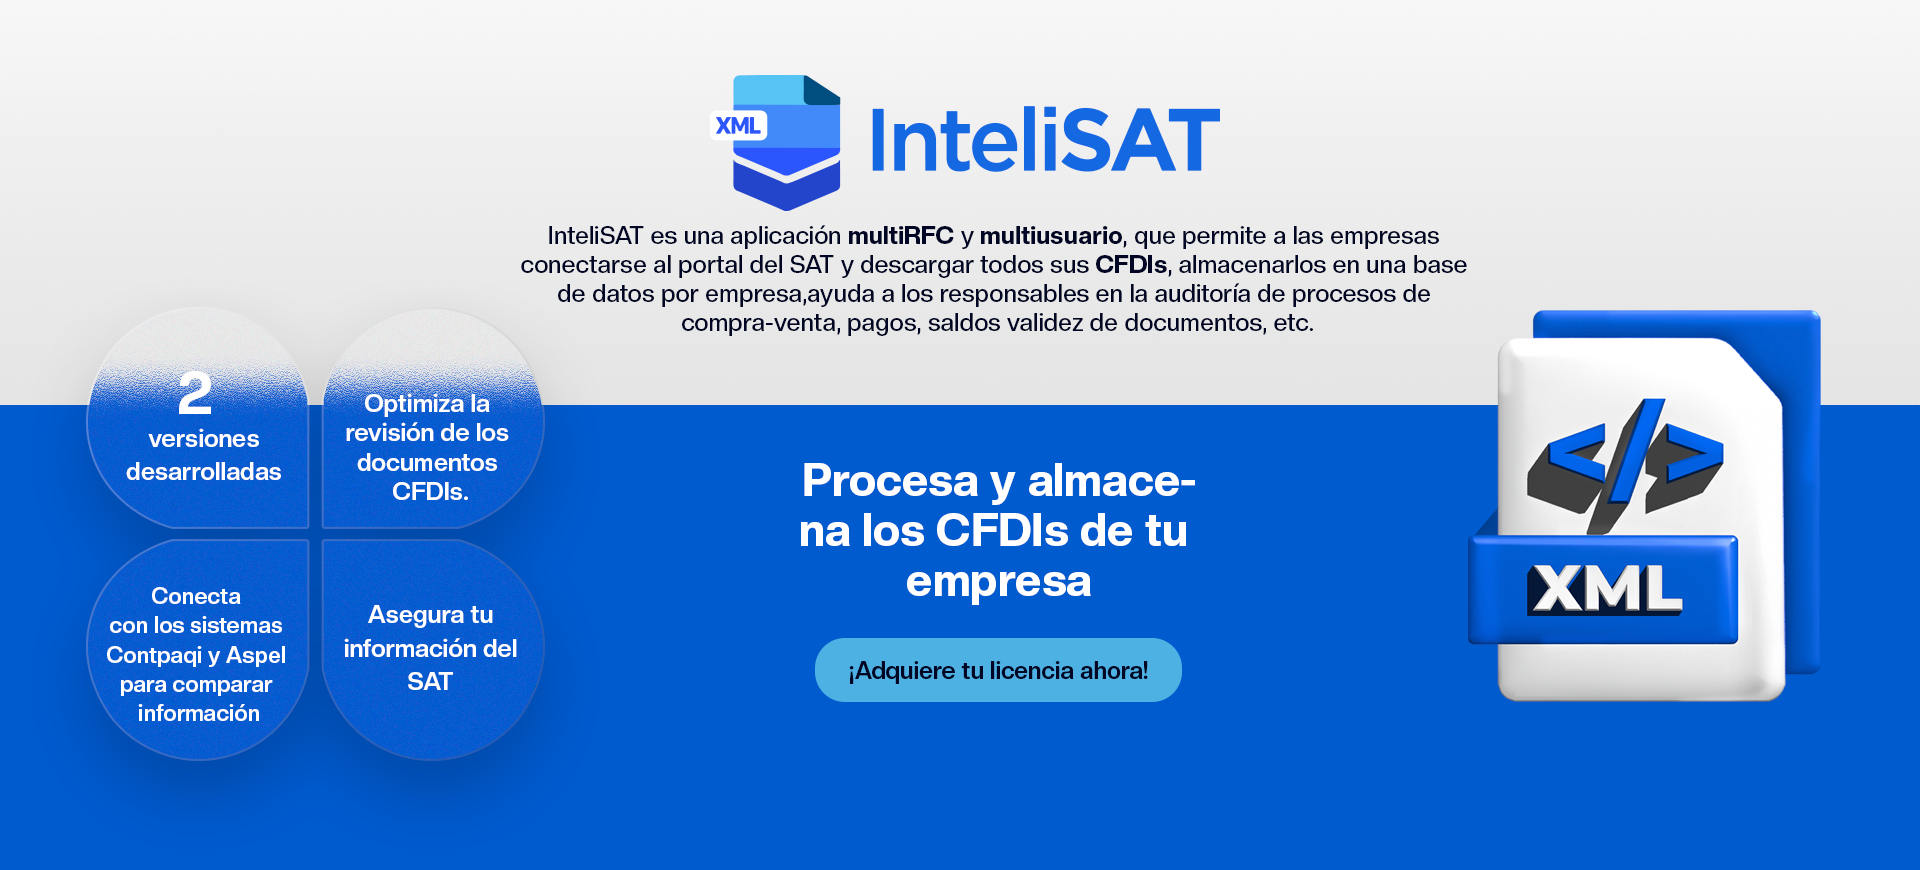 XML
InteliSAT
InteliSAT es una aplicación multiRFC y multiusuario, que permite a las empresas
conectarse al portal del SAT y descargar todos sus CFDIs, almacenarlos en una base
de datos por empresa,ayuda a los responsables en la auditoría de procesos de
compra-venta, pagos, saldos validez de documentos, etc.
2
versiones
desarrolladas
Optimiza la
revisión de los
documentos
CFDIs.
Conecta
con los sistemas
Contpaqi y Aspel
para comparar
información
Asegura tu
información del
SAT
Procesa y almace-
na los CFDIs de tu
empresa
¡Adquiere tu licencia ahora!
</>
XML